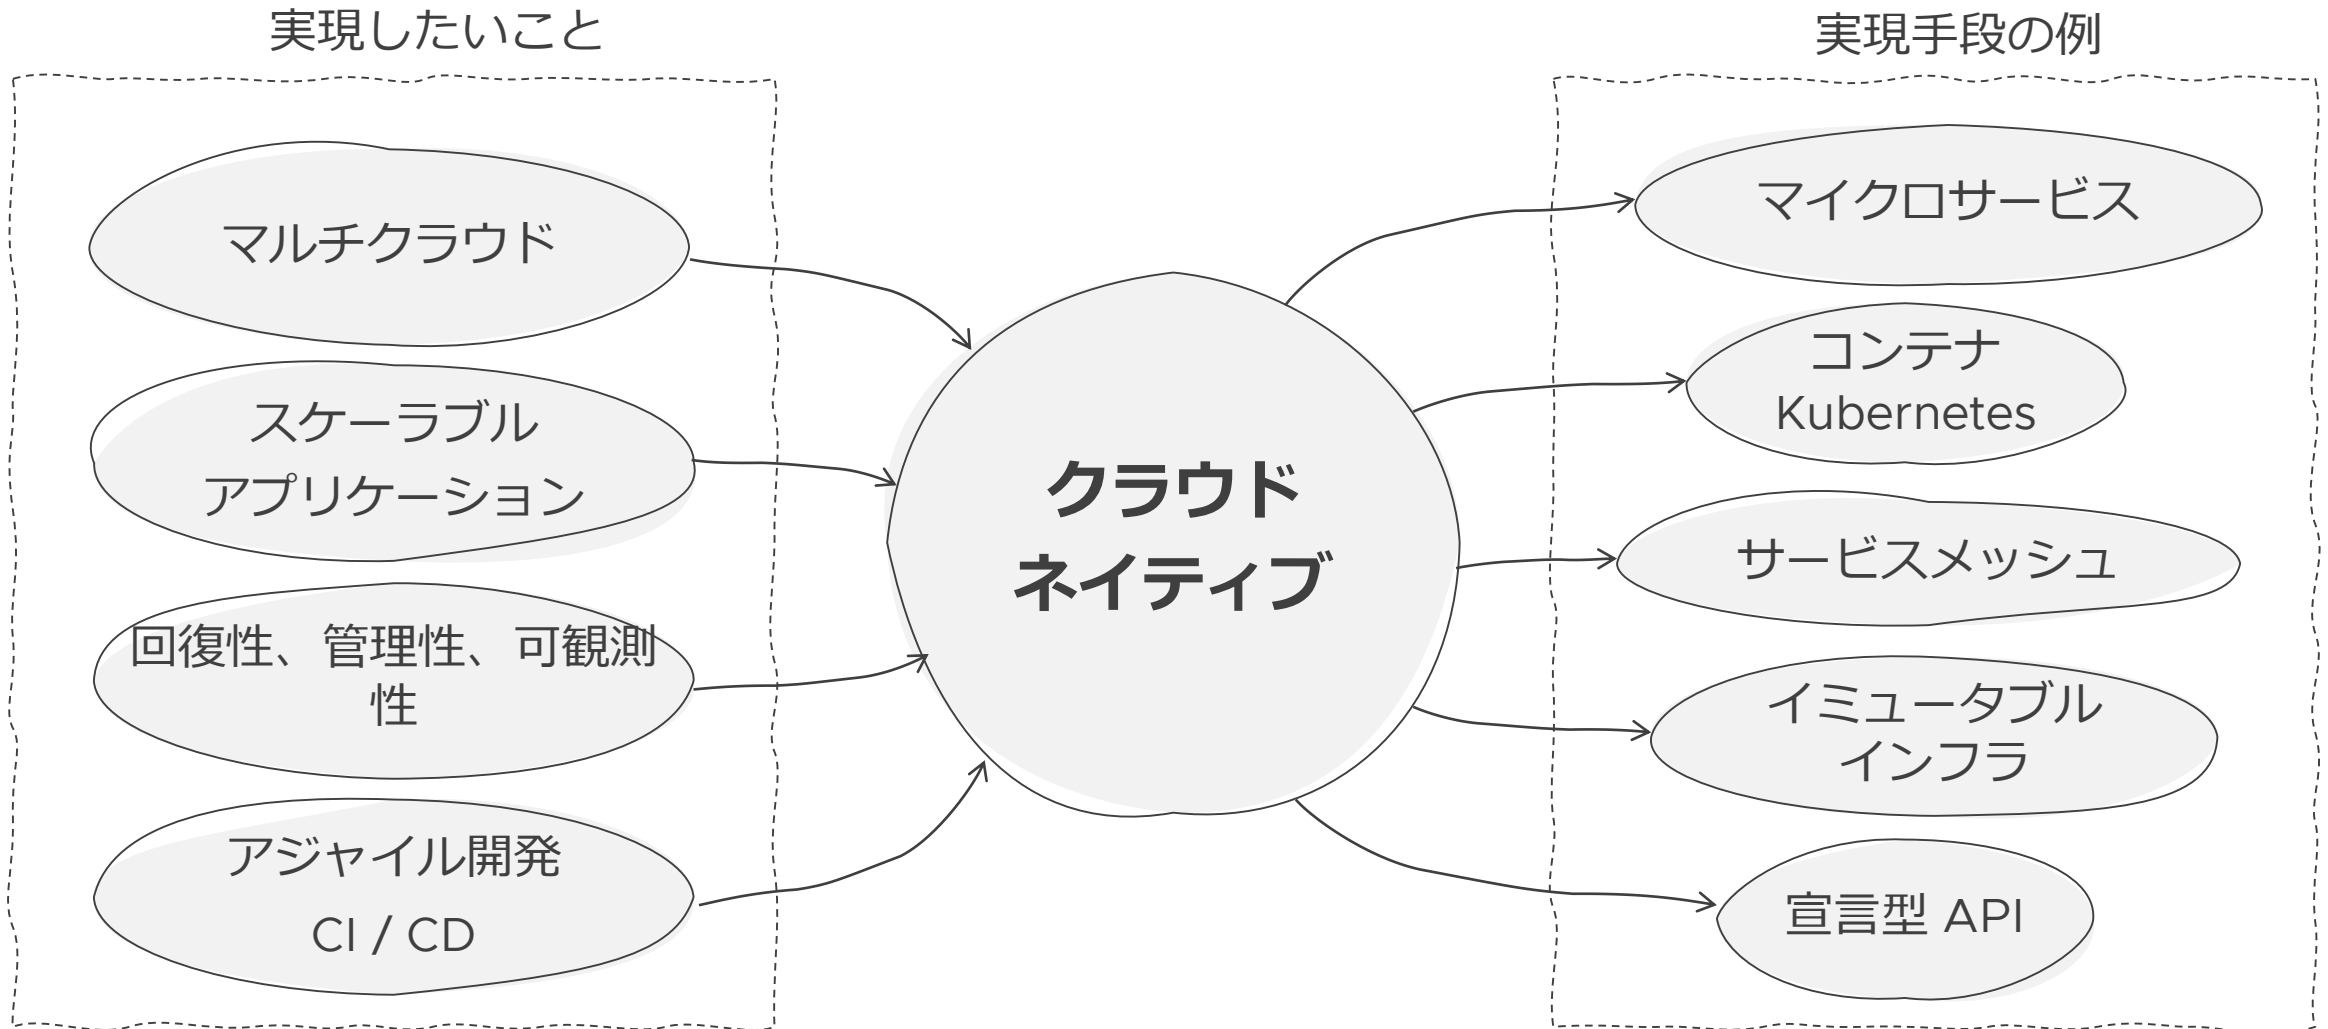 実現したいこと
マルチクラウド
スケーラブル
アプリケーション
回復性、管理性、可観測
性
アジャイル開発
CI / CD
クラウド
ネイティブ
実現手段の例
マイクロサービス
コンテナ
Kubernetes
サービスメッシュ
イミュータブル
インフラ
宣言型 API